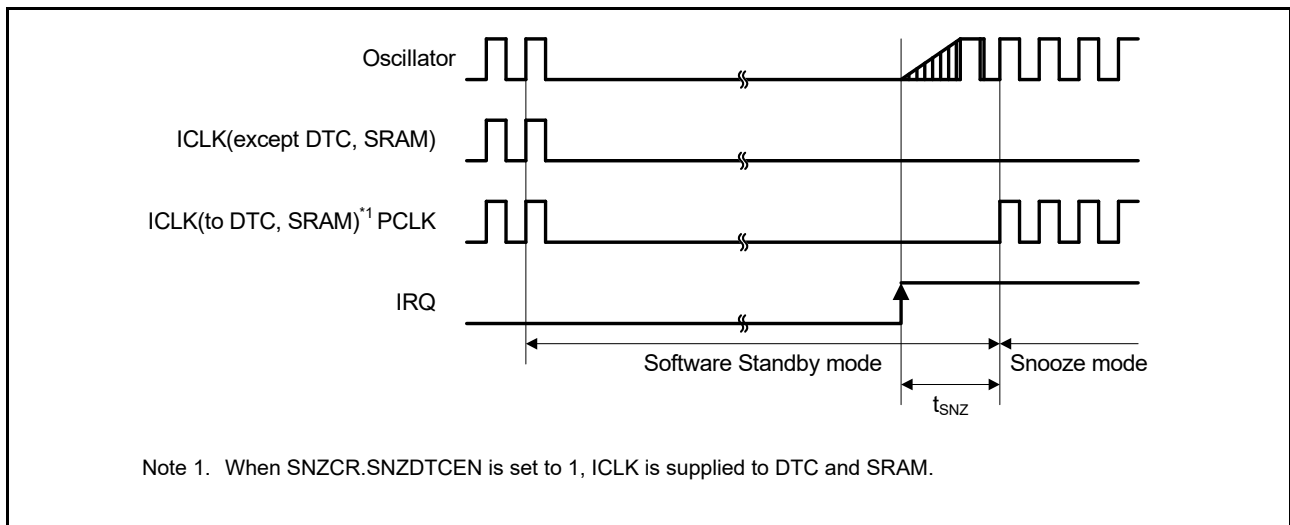 Oscillator
ICLK(except DTC, SRAM)
ICLK(to DTC, SRAM)*1 PCLK
IRQ
Software Standby mode
Snooze mode
tSNZ
Note 1. When SNZCR.SNZDTCEN is set to 1, ICLK is supplied to DTC and SRAM.